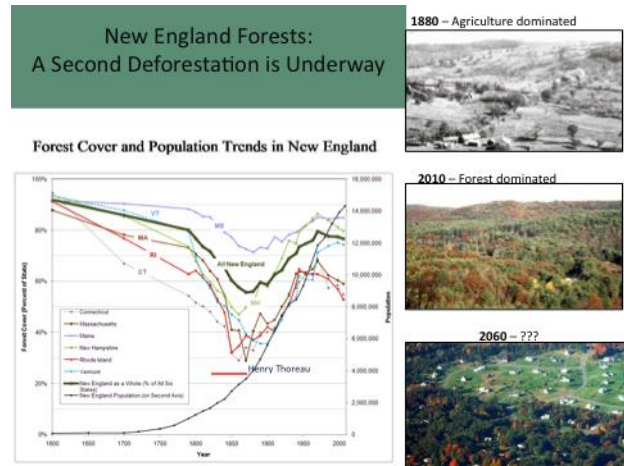 New England Forests:
A Second Deforestation is Underway
1880 – Agriculture dominated
Forest Cover and Population Trends in New England
100%
80%
60%
40%
20%
0%
Forest Cover (Percent of State)
16,000,000
14,000,000
12,000,000
10,000,000
8,000,000
6,000,000
4,000,000
2,000,000
0
Population
VT
ME
MA
RI
CT
All New England
NH
Connecticut
Massachusetts
Maine
New Hampshire
Rhode Island
Vermont
New England as a Whole (% of All Six
States)
New England Population (on Second Axis)
Henry Thoreau
1600
1650
1700
1750
1800
1850
1900
1950
2000
Year
2010 – Forest dominated
2060 – ???